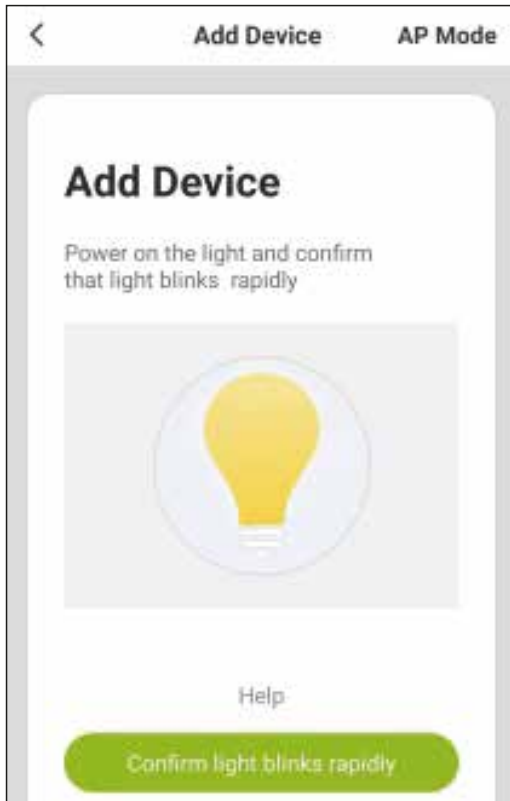 Add Device AP Mode
Add Device
Power on the light and confirm
that light blinks rapidly
Help
Confirm light blinks rapidly